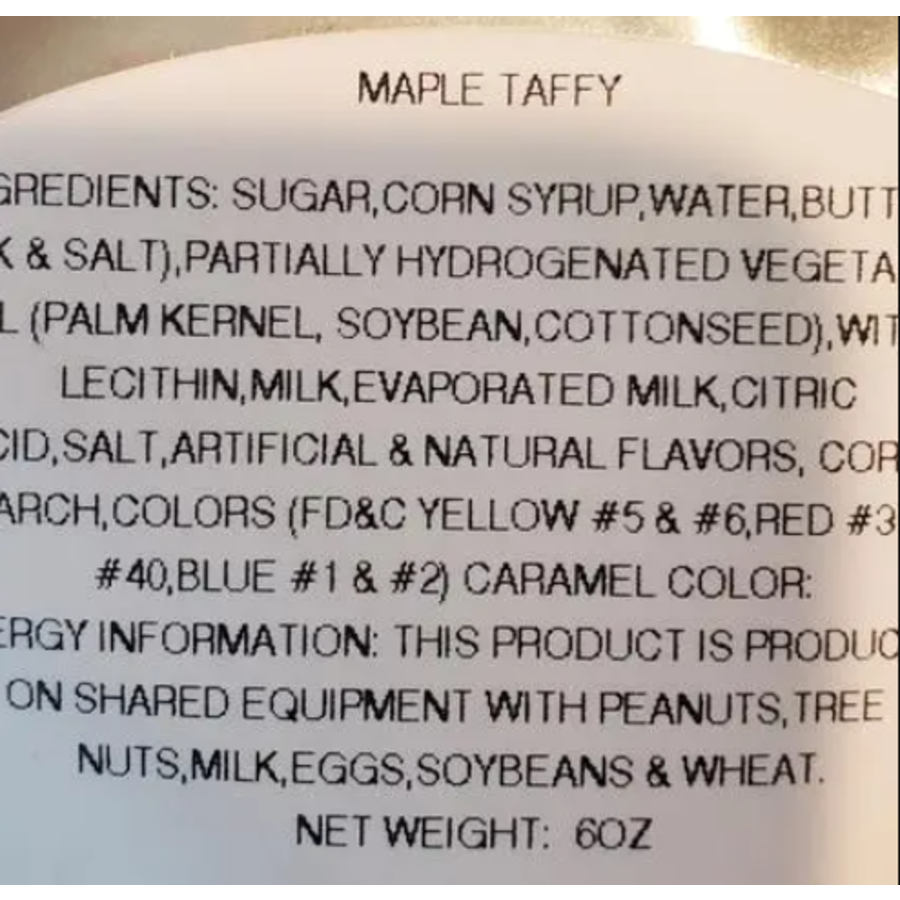 MAPLE TAFFY
GREDIENTS: SUGAR,CORN SYRUP,WATER,BUTT
K & SALT),PARTIALLY HYDROGENATED VEGETA
L (PALM KERNEL, SOYBEAN,COTTONSEED),WIT
LECITHIN,MILK,EVAPORATED MILK,CITRIC
CID,SALT,ARTIFICIAL & NATURAL FLAVORS, COR
ARCH,COLORS (FD&C YELLOW #5 & #6,RED #3
#40,BLUE #1 & #2) CARAMEL COLOR:
ERGY INFORMATION: THIS PRODUCT IS PRODUC
ON SHARED EQUIPMENT WITH PEANUTS,TREE
NUTS,MILK,EGGS,SOYBEANS & WHEAT.
NET WEIGHT: 6OZ